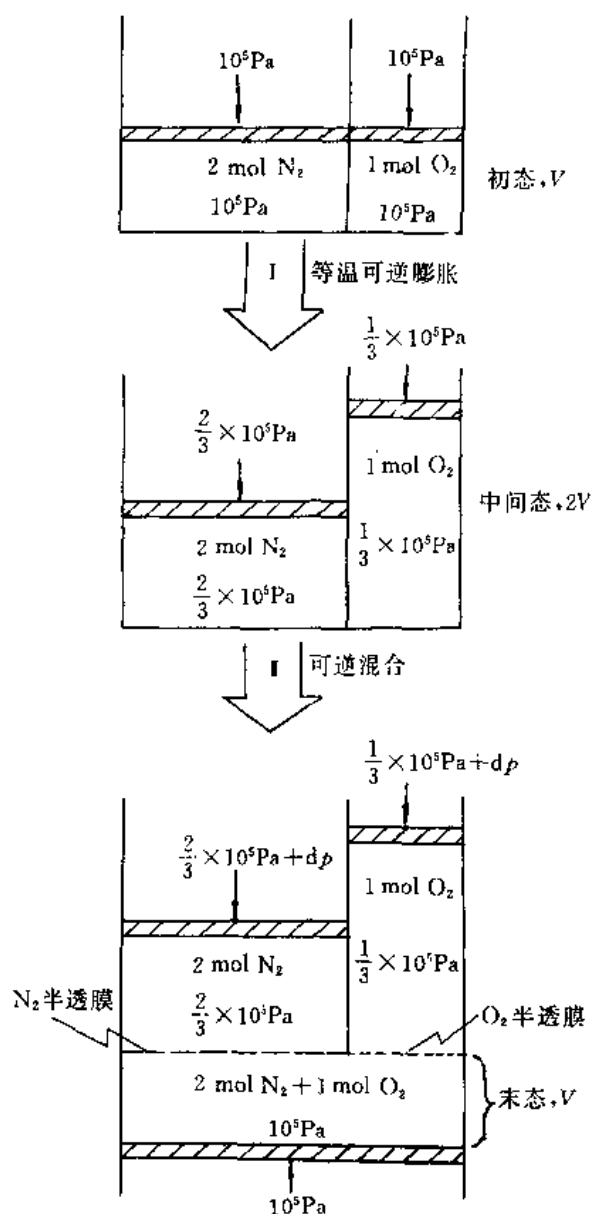 10⁵Pa 10⁵Pa
2 mol N₂ 1 mol O₂
10⁵Pa 10⁵Pa
初态,V
I 等温可逆膨胀
1/3×10⁵Pa
2/3×10⁵Pa
1 mol O₂
中间态,2V
2 mol N₂
1/3×10⁵Pa
2/3×10⁵Pa
Ⅱ 可逆混合
1/3×10⁵Pa+dp
2/3×10⁵Pa+dp
1 mol O₂
2 mol N₂
1/3×10⁵Pa
N₂半透膜
2/3×10⁵Pa
O₂半透膜
2 mol N₂+1 mol O₂
末态,V
10⁵Pa
10⁵Pa